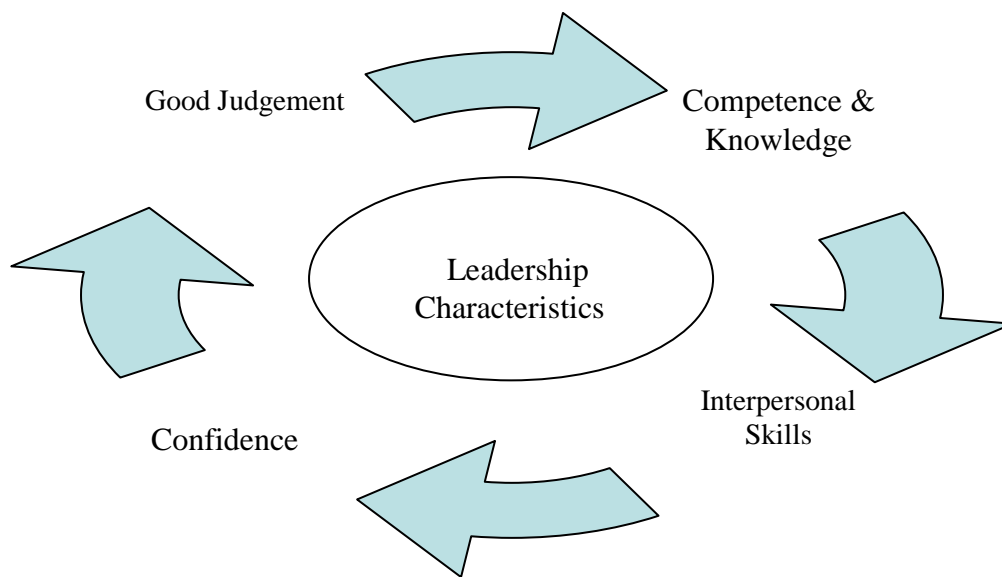 Good Judgement
Competence &
Knowledge
Leadership
Characteristics
Interpersonal
Skills
Confidence